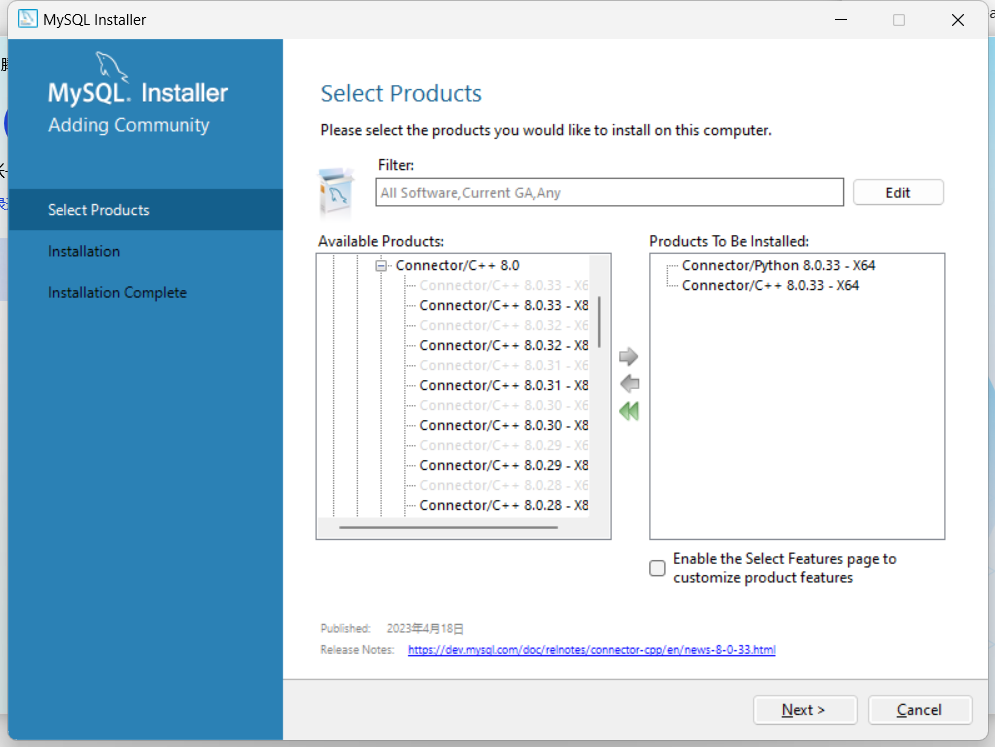 MySQL Installer
MySQL. Installer
Adding Community
Select Products
Installation
Installation Complete
Select Products
Please select the products you would like to install on this computer.
Filter:
All Software,Current GA,Any
Edit
Available Products:
Connector/C++ 8.0
Connector/C++ 8.0.33 - X6
Connector/C++ 8.0.33 - X8
Connector/C++ 8.0.32 - X6
Connector/C++ 8.0.32 - X8
Connector/C++ 8.0.31 - X6
Connector/C++ 8.0.31 - X8
Connector/C++ 8.0.30 - X6
Connector/C++ 8.0.30 - X8
Connector/C++ 8.0.29 - X6
Connector/C++ 8.0.29 - X8
Connector/C++ 8.0.28 - X6
Connector/C++ 8.0.28 - X8
Products To Be Installed:
Connector/Python 8.0.33 - X64
Connector/C++ 8.0.33 - X64
Enable the Select Features page to
customize product features
Published: 2023年4月18日
Release Notes: https://dev.mysql.com/doc/relnotes/connector-cpp/en/news-8-0-33.html
Next >
Cancel